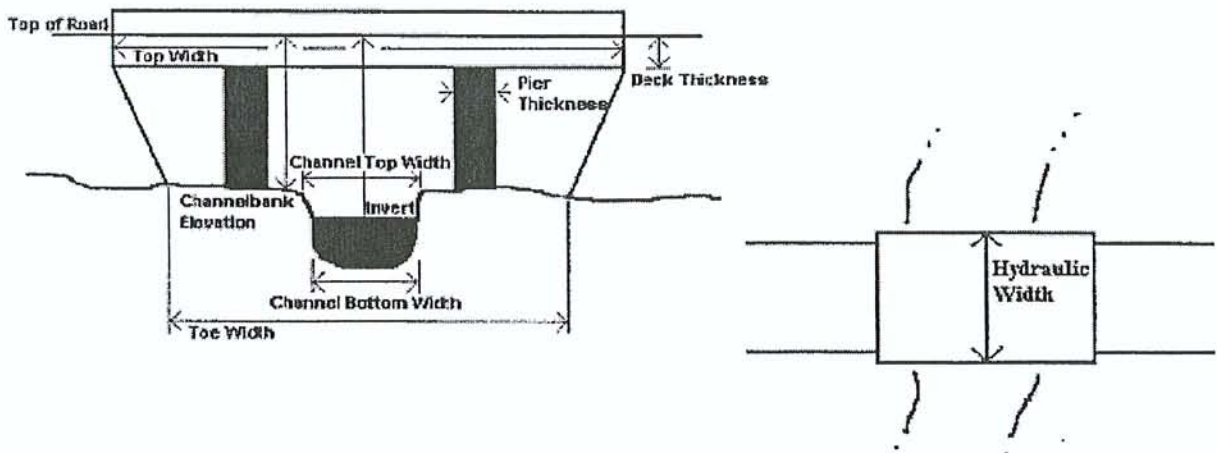 Top of Road
Top Width
Deck Thickness
Pier
Thickness
Channel Top Width
Channelbank
Elevation
Invert
Channel Bottom Width
Toe Width
Hydraulic
Width